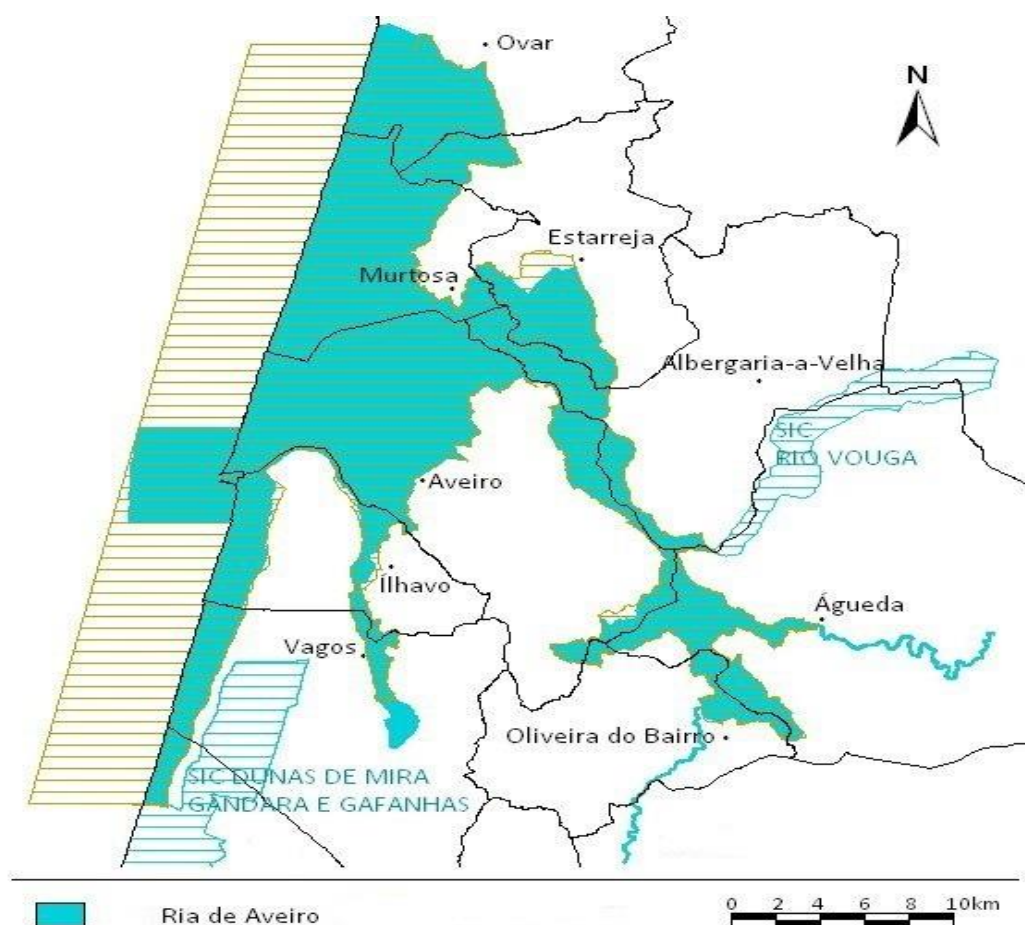 Ovar
N
Estarreja
Murtosa
Albergaria-a-Velha
SIC
RIO VOUGA
Aveiro
Ílhavo
Águeda
Vagos
Oliveira do Bairro
SIC DUNAS DE MIRA
GANDARA E GAFANHAS
Ria de Aveiro
0 2 4 6 8 10km